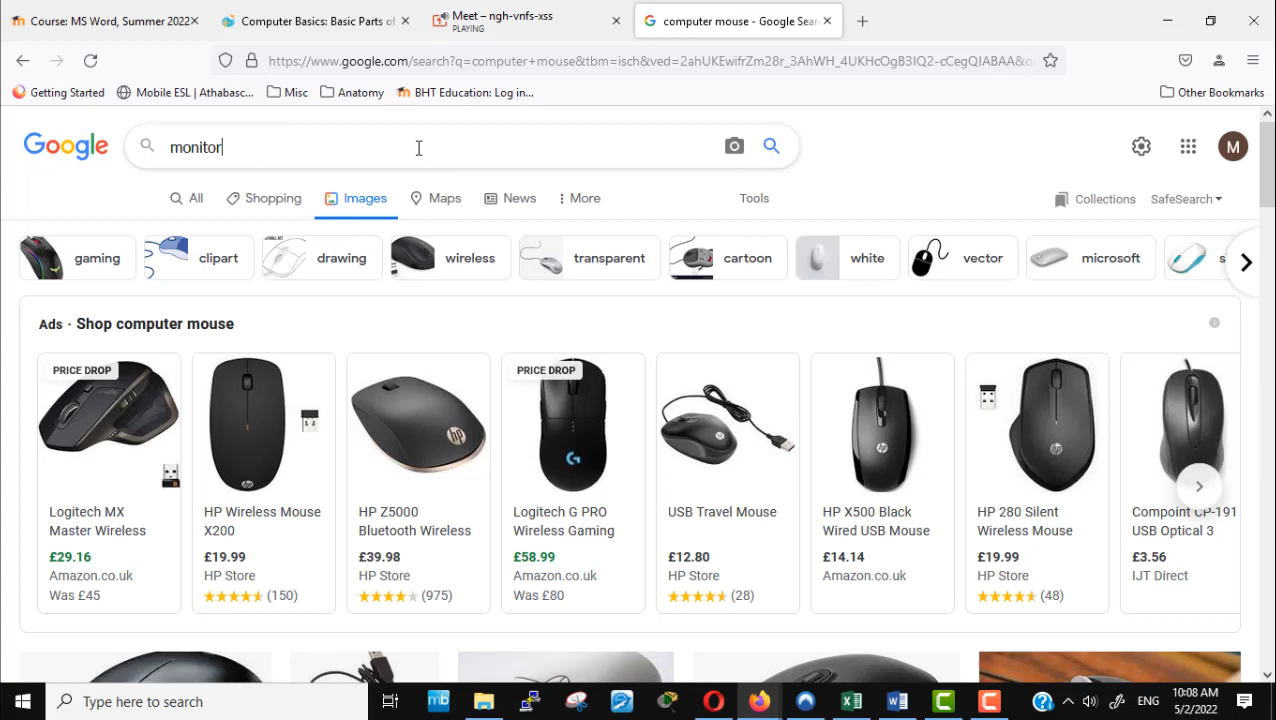 Course: MS Word, Summer 2022
Computer Basics: Basic Parts of
Meet – ngh-vnfs-xss
PLAYING
computer mouse - Google Sear
https://www.google.com/search?q=computer+mouse&tbm=isch&ved=2ahUKEwifrZm28r_3AhWH_4UKHcOgB3IQ2-cCegQIABAA&o
Getting Started
Mobile ESL | Athabasc...
Misc
Anatomy
BHT Education: Log in...
Other Bookmarks
Google
monitor
M
All
Shopping
Images
Maps
News
More
Tools
Collections
SafeSearch
gaming
clipart
drawing
wireless
transparent
cartoon
white
vector
microsoft
s
Ads · Shop computer mouse
PRICE DROP
Logitech MX
Master Wireless
£29.16
Amazon.co.uk
Was £45
HP Wireless Mouse
X200
£19.99
HP Store
(150)
hp
HP Z5000
Bluetooth Wireless
£39.98
HP Store
(975)
PRICE DROP
G
Logitech G PRO
Wireless Gaming
£58.99
Amazon.co.uk
Was £80
USB Travel Mouse
£12.80
HP Store
(28)
HP X500 Black
Wired USB Mouse
£14.14
Amazon.co.uk
HP 280 Silent
Wireless Mouse
£19.99
HP Store
(48)
Compoint CP-191
USB Optical 3
£3.56
IJT Direct
Type here to search
mb
ENG
10:08 AM
5/2/2022